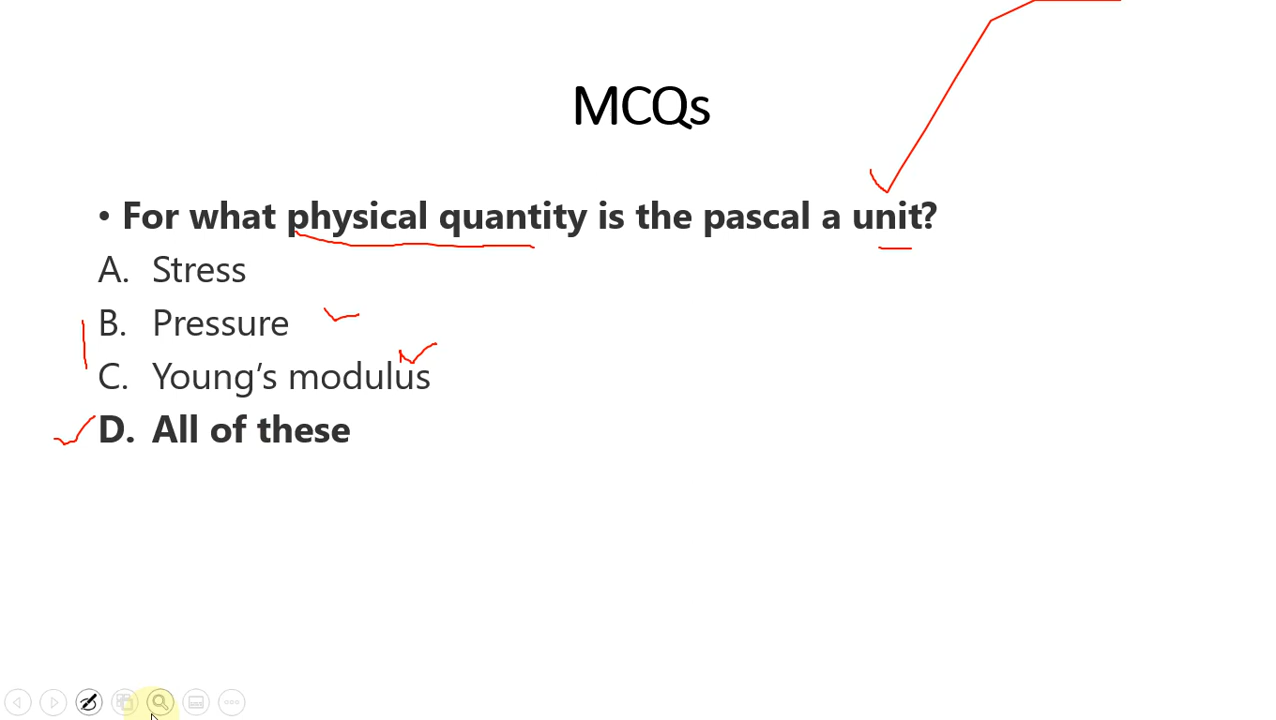 MCQs
• For what physical quantity is the pascal a unit?
A. Stress
B. Pressure
C. Young’s modulus
D. All of these